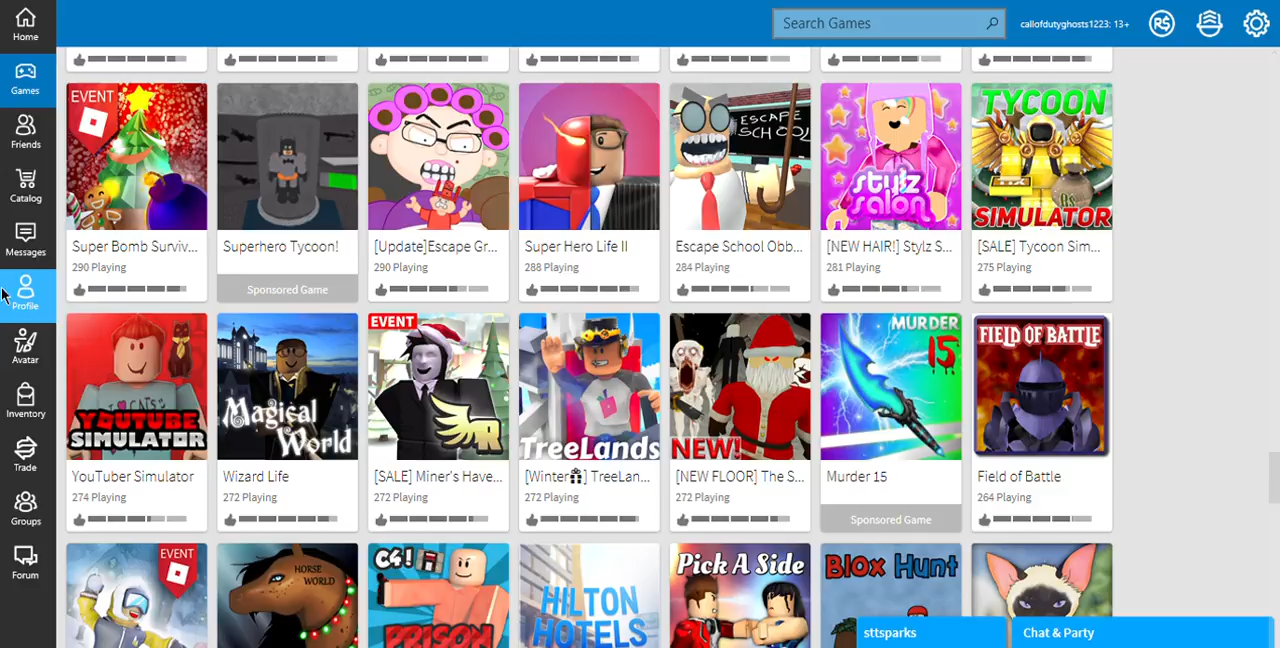 Home
Search Games
callofdutyghosts1223: 13+
R$
Games
Friends
Catalog
Messages
Profile
Avatar
Inventory
Trade
Groups
Forum
EVENT
ESCAPE
SCHOOL
stylz
salon
TYCOON
SIMULATOR
Super Bomb Surviv...
Superhero Tycoon!
[Update]Escape Gr...
Super Hero Life II
Escape School Obb...
[NEW HAIR!] Stylz S...
[SALE] Tycoon Sim...
290 Playing
290 Playing
288 Playing
284 Playing
281 Playing
275 Playing
Sponsored Game
I ♥ CATS
YOUTUBE
SIMULATOR
Magical
World
EVENT
R
TreeLands
NEW!
MURDER
15
FIELD OF BATTLE
YouTuber Simulator
Wizard Life
[SALE] Miner's Have...
[Winter] TreeLan...
[NEW FLOOR] The S...
Murder 15
Field of Battle
274 Playing
272 Playing
272 Playing
272 Playing
272 Playing
264 Playing
Sponsored Game
EVENT
HORSE
WORLD
C4!
PRISON
HILTON
HOTELS
PICK A SIDE
BLOX HUNT
sttsparks
Chat & Party